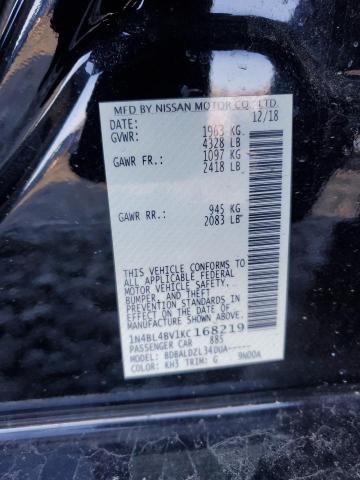 MFD BY NISSAN MOTOR CO., LTD.
DATE: 12/18
GVWR: 1963 KG
4328 LB
GAWR FR.: 1097 KG
2418 LB
GAWR RR.: 945 KG
2083 LB
THIS VEHICLE CONFORMS TO
ALL APPLICABLE FEDERAL
MOTOR VEHICLE SAFETY,
BUMPER, AND THEFT
PREVENTION STANDARDS IN
EFFECT ON THE DATE OF
MANUFACTURE SHOWN ABOVE.
1N4BL4BV1KC168219
PASSENGER CAR 885
MODEL: BDBALDZL34UUA-----
COLOR: KH3 TRIM: G 9N00A